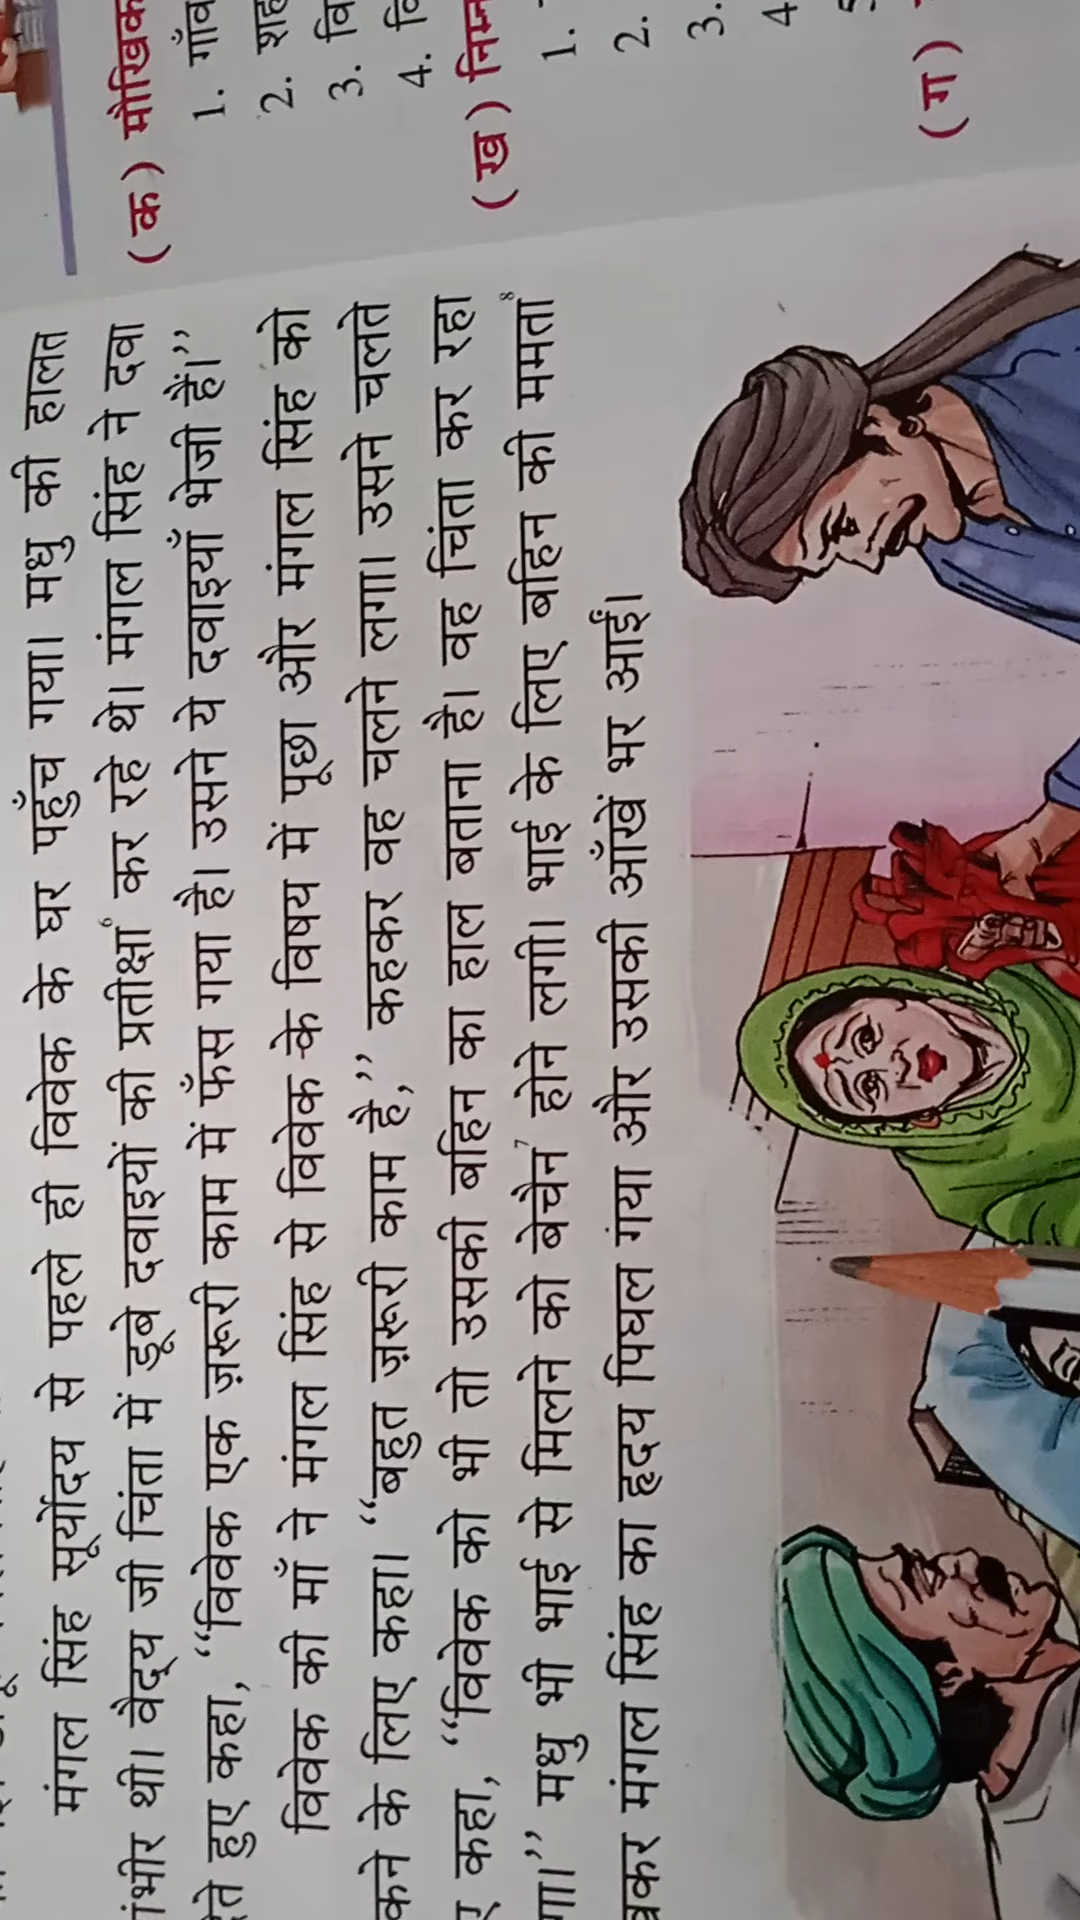 मंगल सिंह सूर्योदय से पहले ही विवेक के घर पहुँच गया। मधु की हालत
गंभीर थी। वैद्य जी चिंता में डूबे दवाइयों की प्रतीक्षा⁶ कर रहे थे। मंगल सिंह ने दवा
देते हुए कहा, “विवेक एक ज़रूरी काम में फँस गया है। उसने ये दवाइयाँ भेजी हैं।”
विवेक की माँ ने मंगल सिंह से विवेक के विषय में पूछा और मंगल सिंह को
के लिए कहा। “बहुत ज़रूरी काम है,” कहकर वह चलने लगा। उसने चलते
कहा, “विवेक को भी तो उसकी बहिन का हाल बताना है। वह चिंता कर रहा
मधु भी भाई से मिलने को बेचैन⁷ होने लगी। भाई के लिए बहिन की ममता⁸
मंगल सिंह का हृदय पिघल गया और उसकी आँखें भर आईं।
(क) मौखिक
1. गाँव
2.
3.
4.
(ख) निम्न
1.
2.
3.
4
(ग)